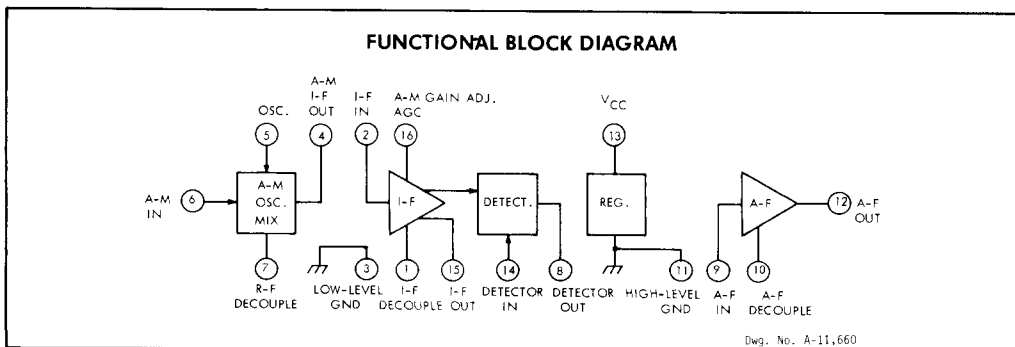 FUNCTIONAL BLOCK DIAGRAM
OSC.
5
A-M
I-F
OUT
4
I-F
IN
2
A-M GAIN ADJ.
AGC
16
VCC
13
A-M
IN
6
A-M
OSC.
MIX
I-F
DETECT.
REG.
A-F
12
A-F
OUT
7
R-F
DECOUPLE
3
LOW-LEVEL
GND
1
I-F
DECOUPLE
15
I-F
OUT
14
DETECTOR
IN
8
DETECTOR
OUT
11
HIGH-LEVEL
GND
9
A-F
IN
10
A-F
DECOUPLE
Dwg. No. A-11,660